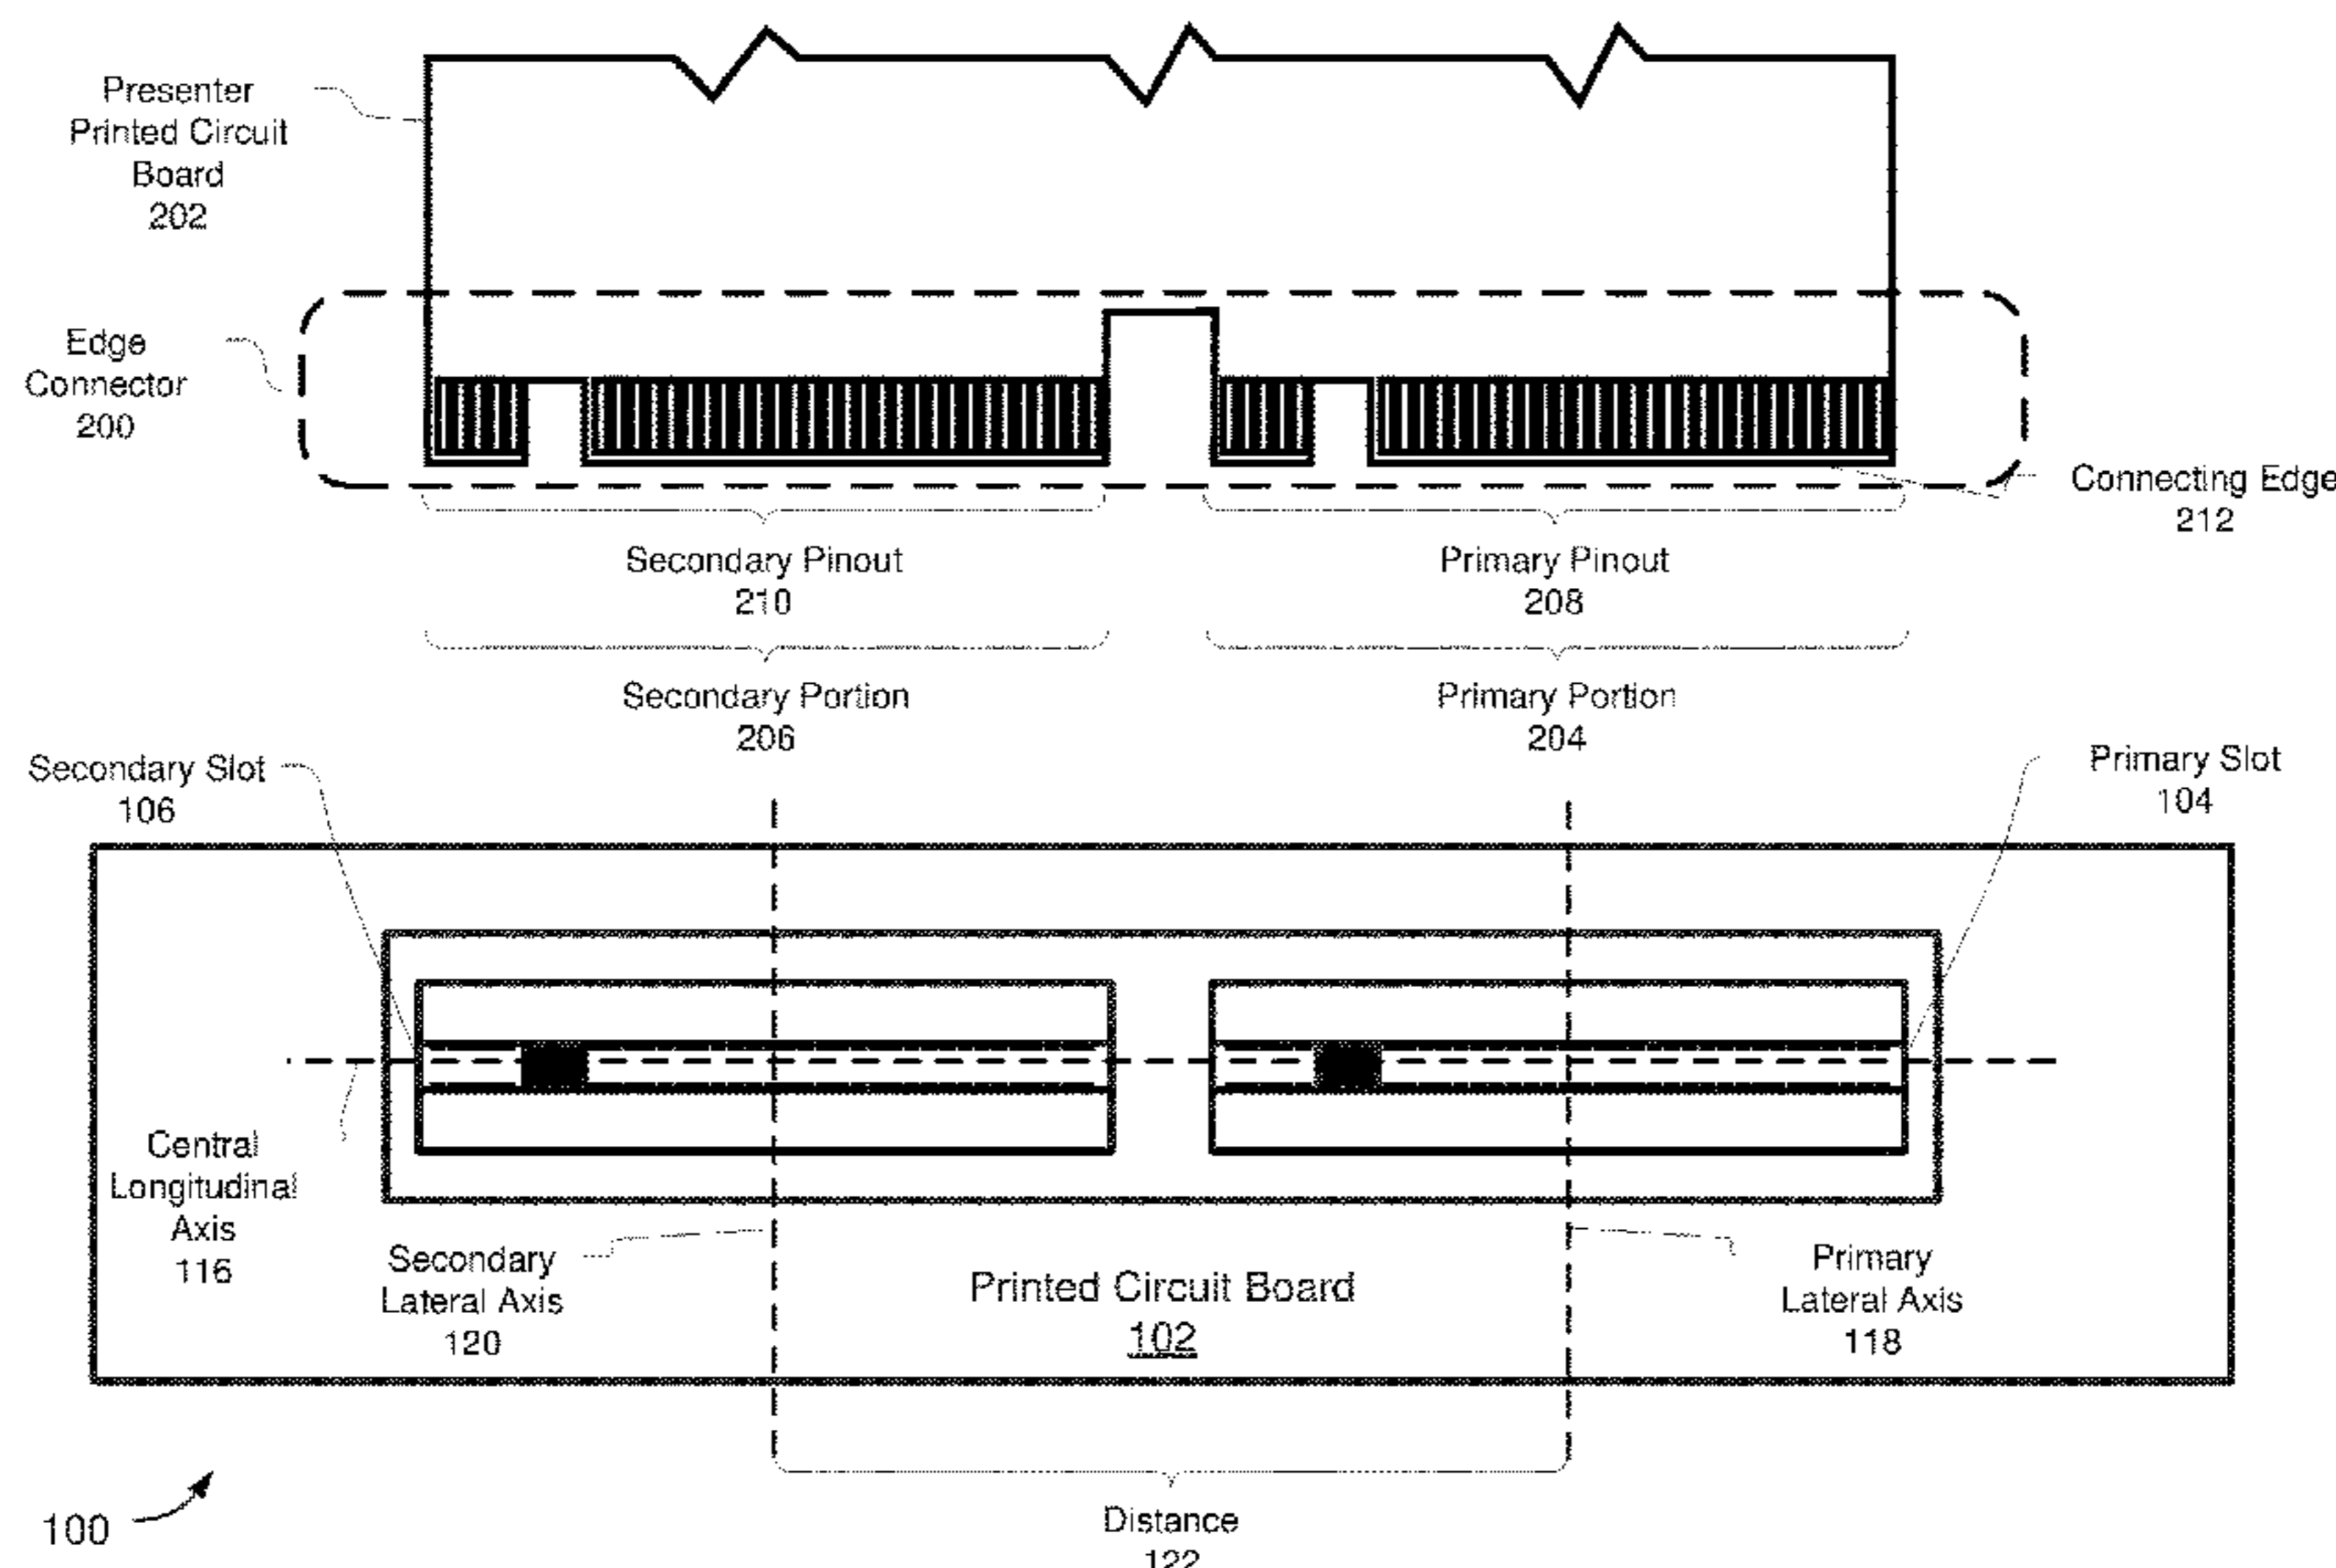 Presenter
Printed Circuit
Board
202
Edge
Connector
200
Connecting Edge
212
Secondary Pinout
210
Primary Pinout
208
Secondary Portion
206
Primary Portion
204
Secondary Slot
106
Primary Slot
104
Central
Longitudinal
Axis
116
Secondary
Lateral Axis
120
Printed Circuit Board
102
Primary
Lateral Axis
118
100
Distance
122